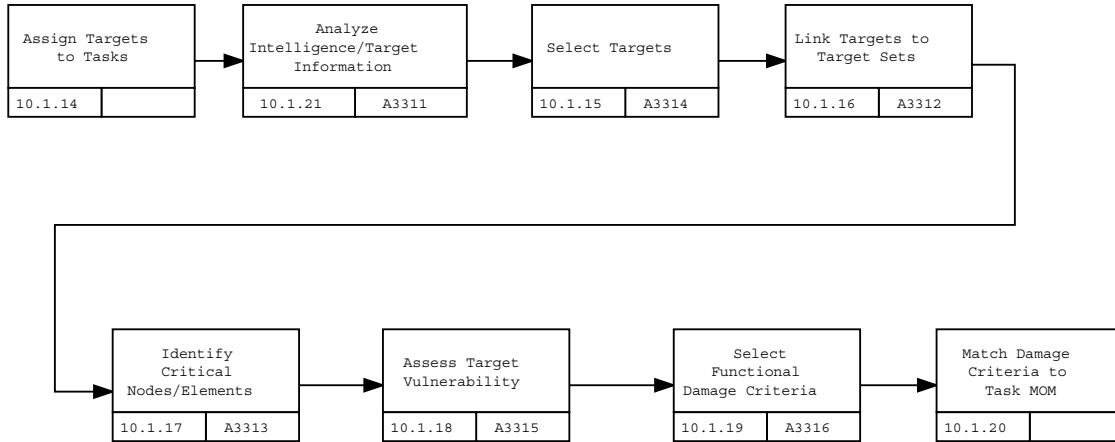 Assign Targets
to Tasks
10.1.14
Analyze
Intelligence/Target
Information
10.1.21 A3311
Select Targets
10.1.15 A3314
Link Targets to
Target Sets
10.1.16 A3312
Identify
Critical
Nodes/Elements
10.1.17 A3313
Assess Target
Vulnerability
10.1.18 A3315
Select
Functional
Damage Criteria
10.1.19 A3316
Match Damage
Criteria to
Task MOM
10.1.20